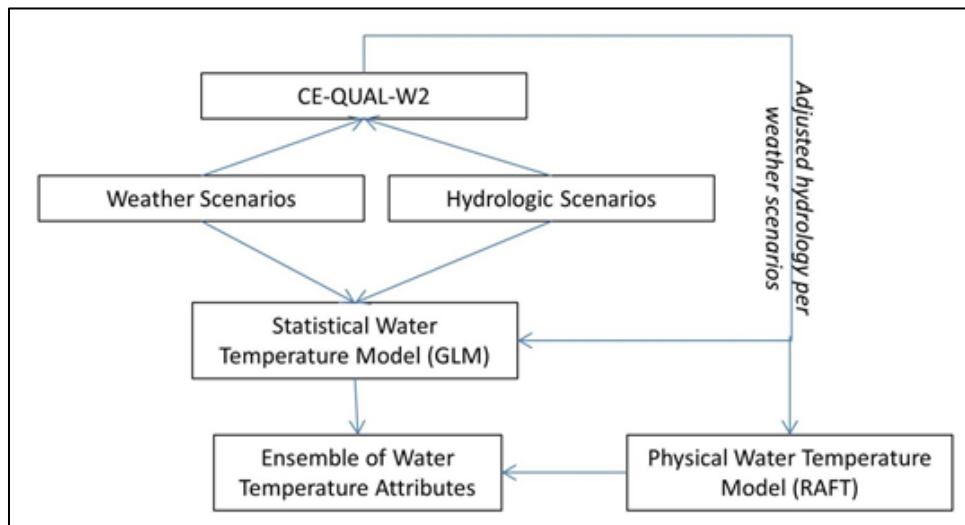 CE-QUAL-W2
Weather Scenarios
Hydrologic Scenarios
Adjusted hydrology per
weather scenarios
Statistical Water
Temperature Model (GLM)
Ensemble of Water
Temperature Attributes
Physical Water Temperature
Model (RAFT)